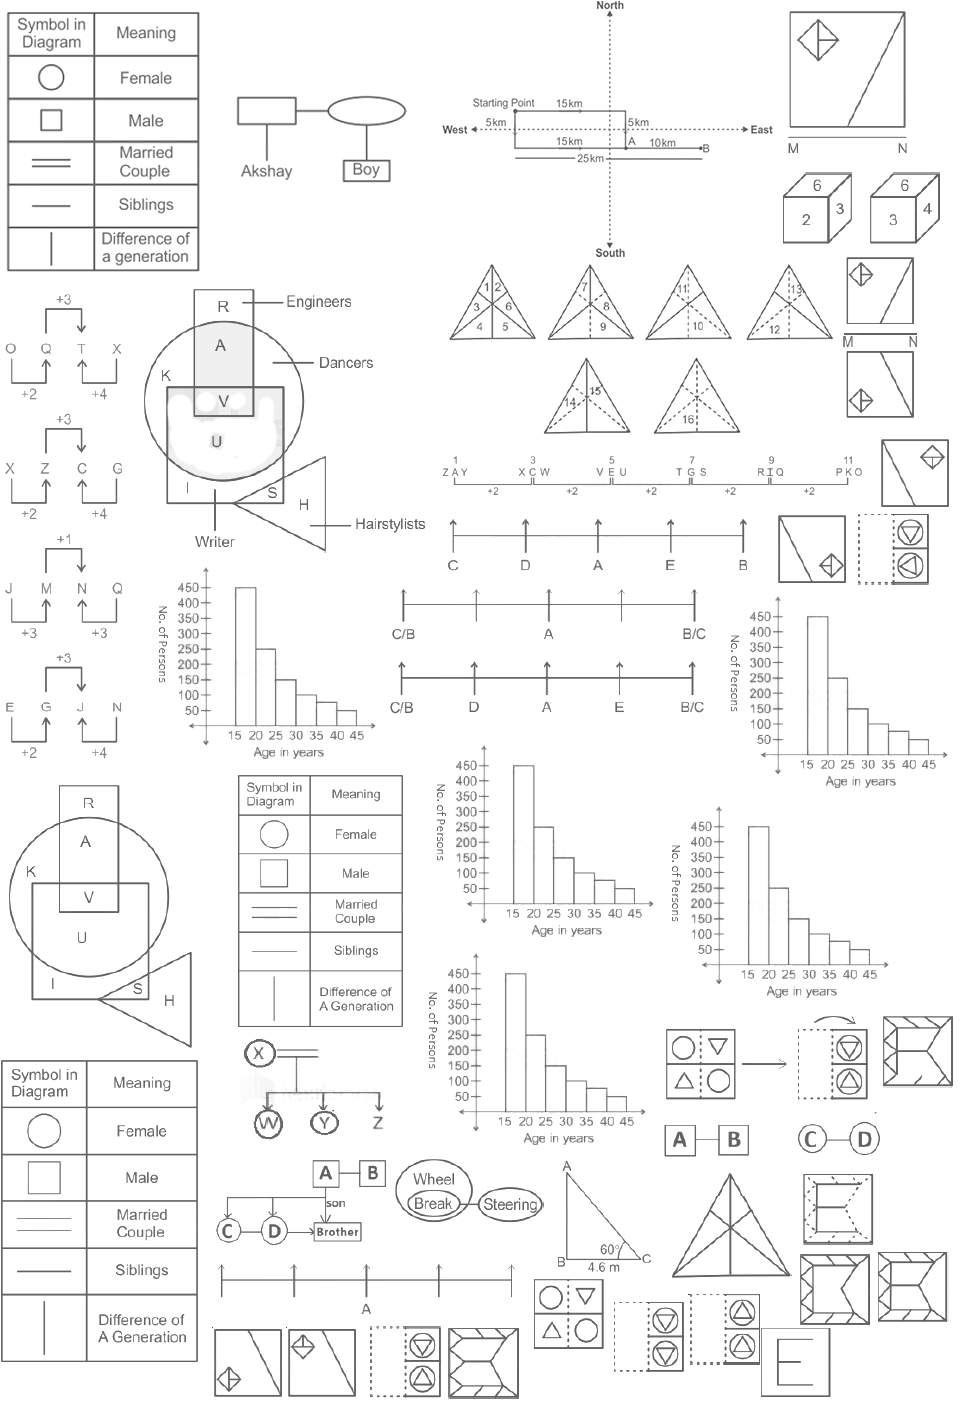 Symbol in Diagram
Meaning
Female
Male
Married Couple
Siblings
Difference of a generation
Akshay
Boy
North
Starting Point
15km
5km
5km
West
East
15km
A
10km
B
25km
South
M N
6
2
3
6
3
4
M N
1 2
3 6
4 5
7
8
9
11
10
13
12
15
14
16
+3
O Q T X
+2 +4
+3
X Z C G
+2 +4
+1
J M N Q
+3 +3
+3
E G J N
+2 +4
R
Engineers
A
Dancers
K
V
U
I
S
H
Hairstylists
Writer
1 3 5 7 9 11
ZAY XCW VEU TGS RIQ PKO
+2 +2 +2 +2 +2
C D A E B
C/B A B/C
C/B D A E B/C
No. of Persons
450
400
350
300
250
200
150
100
50
15 20 25 30 35 40 45
Age in years
No. of Persons
450
400
350
300
250
200
150
100
50
15 20 25 30 35 40 45
Age in years
No. of Persons
450
400
350
300
250
200
150
100
50
15 20 25 30 35 40 45
Age in years
No. of Persons
450
400
350
300
250
200
150
100
50
15 20 25 30 35 40 45
Age in years
No. of Persons
450
400
350
300
250
200
150
100
50
15 20 25 30 35 40 45
Age in years
R
A
K
V
U
I
S
H
Symbol in Diagram
Meaning
Female
Male
Married Couple
Siblings
Difference of A Generation
X
W Y Z
Symbol in Diagram
Meaning
Female
Male
Married Couple
Siblings
Difference of A Generation
A B
C D
A B
son
C D Brother
Wheel
Break
Steering
A
60°
B
C
4.6 m
A